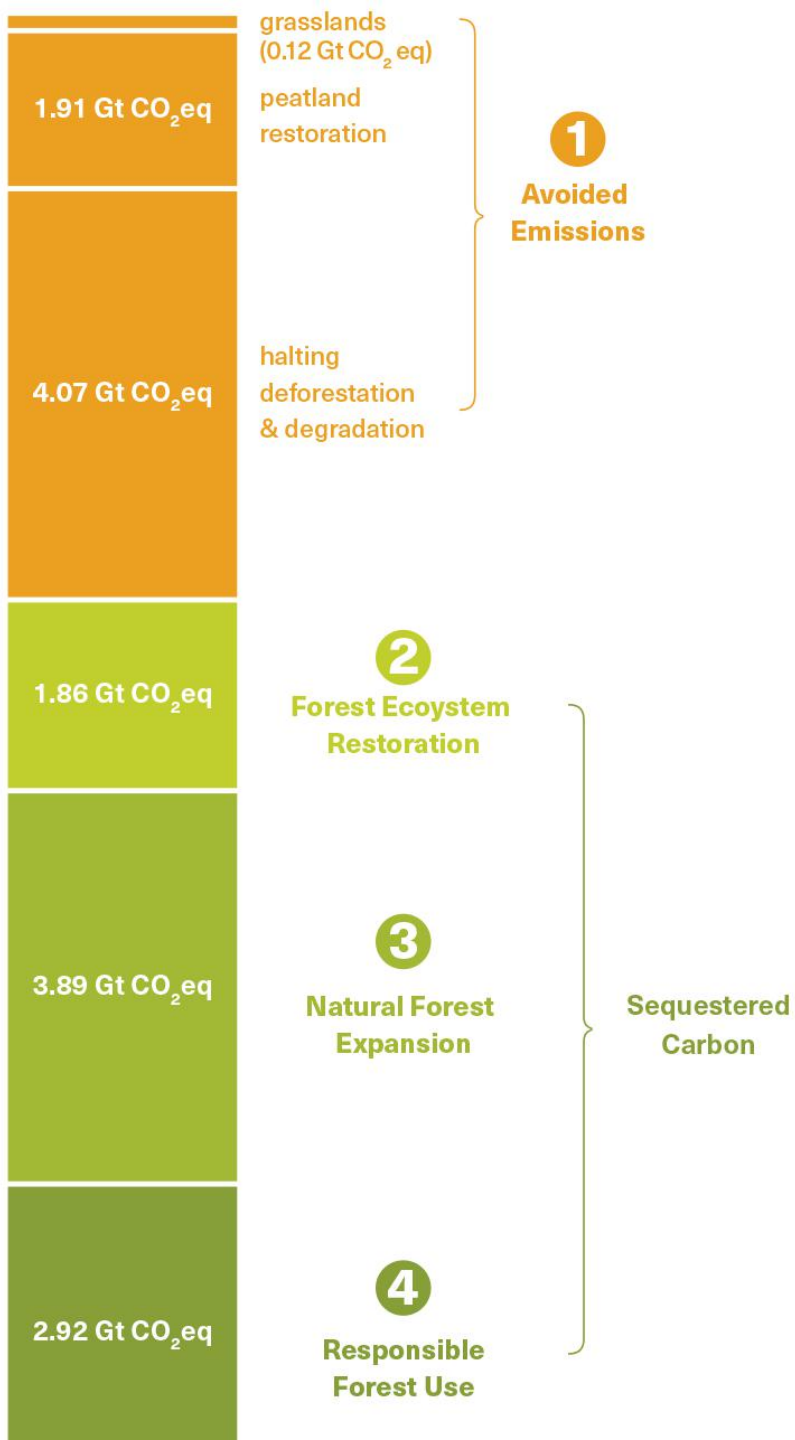 grasslands
(0.12 Gt CO₂ eq)
1.91 Gt CO₂eq
peatland
restoration
1
Avoided
Emissions
4.07 Gt CO₂eq
halting
deforestation
& degradation
1.86 Gt CO₂eq
2
Forest Ecoystem
Restoration
3.89 Gt CO₂eq
3
Natural Forest
Expansion
Sequestered
Carbon
2.92 Gt CO₂eq
4
Responsible
Forest Use